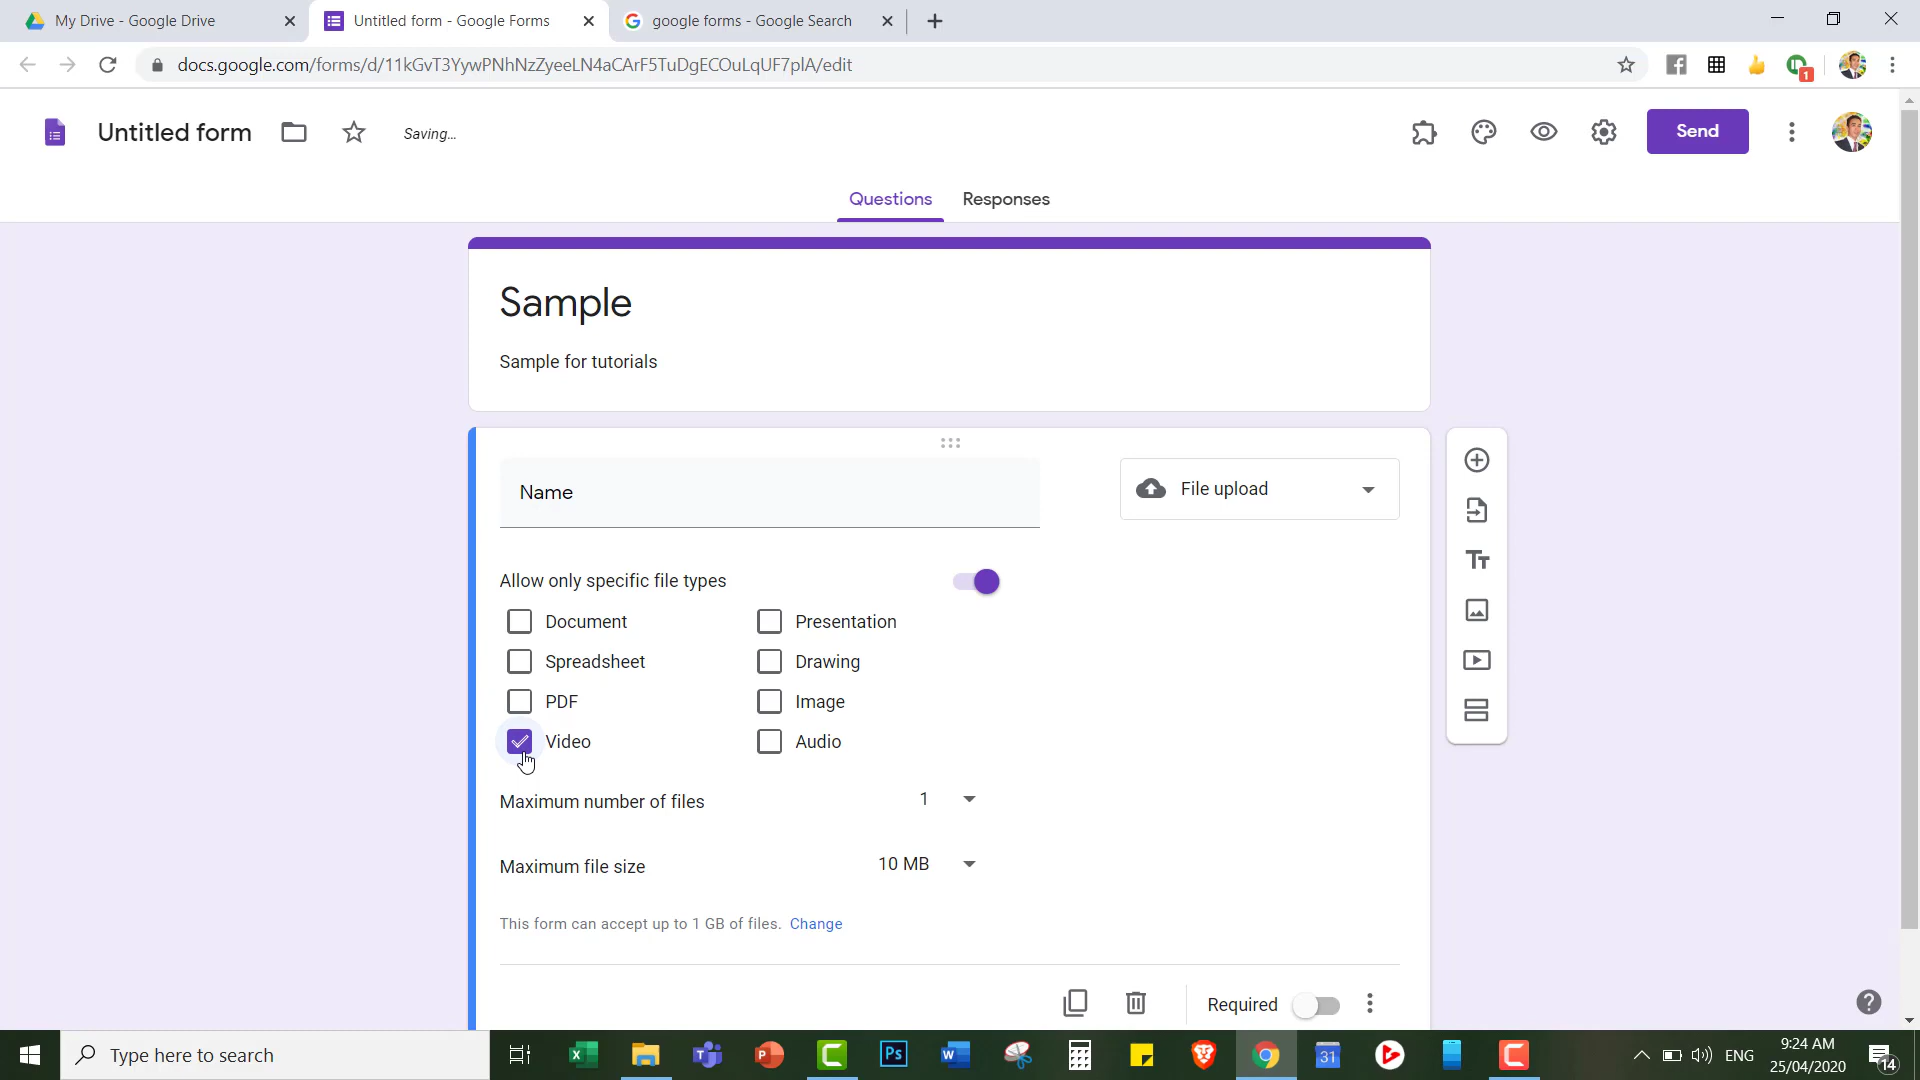 My Drive - Google Drive
Untitled form - Google Forms
google forms - Google Search
docs.google.com/forms/d/11kGvT3YywPNhNzZyeeLN4aCArF5TuDgECOuLqUF7plA/edit
1
Untitled form
Saving...
Send
Questions
Responses
Sample
Sample for tutorials
Name
File upload
Allow only specific file types
Document
Presentation
Spreadsheet
Drawing
PDF
Image
Video
Audio
Maximum number of files
1
Maximum file size
10 MB
This form can accept up to 1 GB of files. Change
Required
Type here to search
31
ENG
9:24 AM
25/04/2020
14